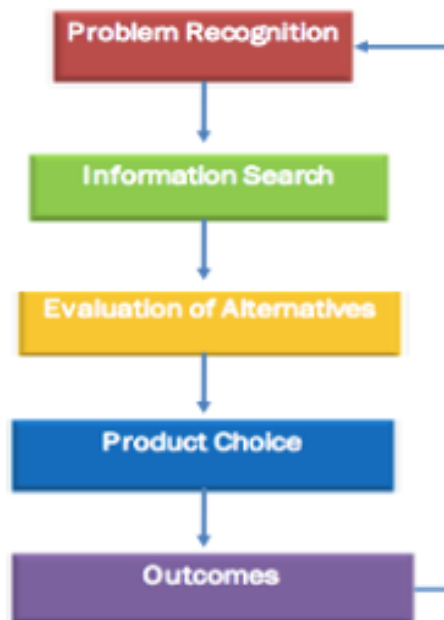 Problem Recognition
Information Search
Evaluation of Alternatives
Product Choice
Outcomes